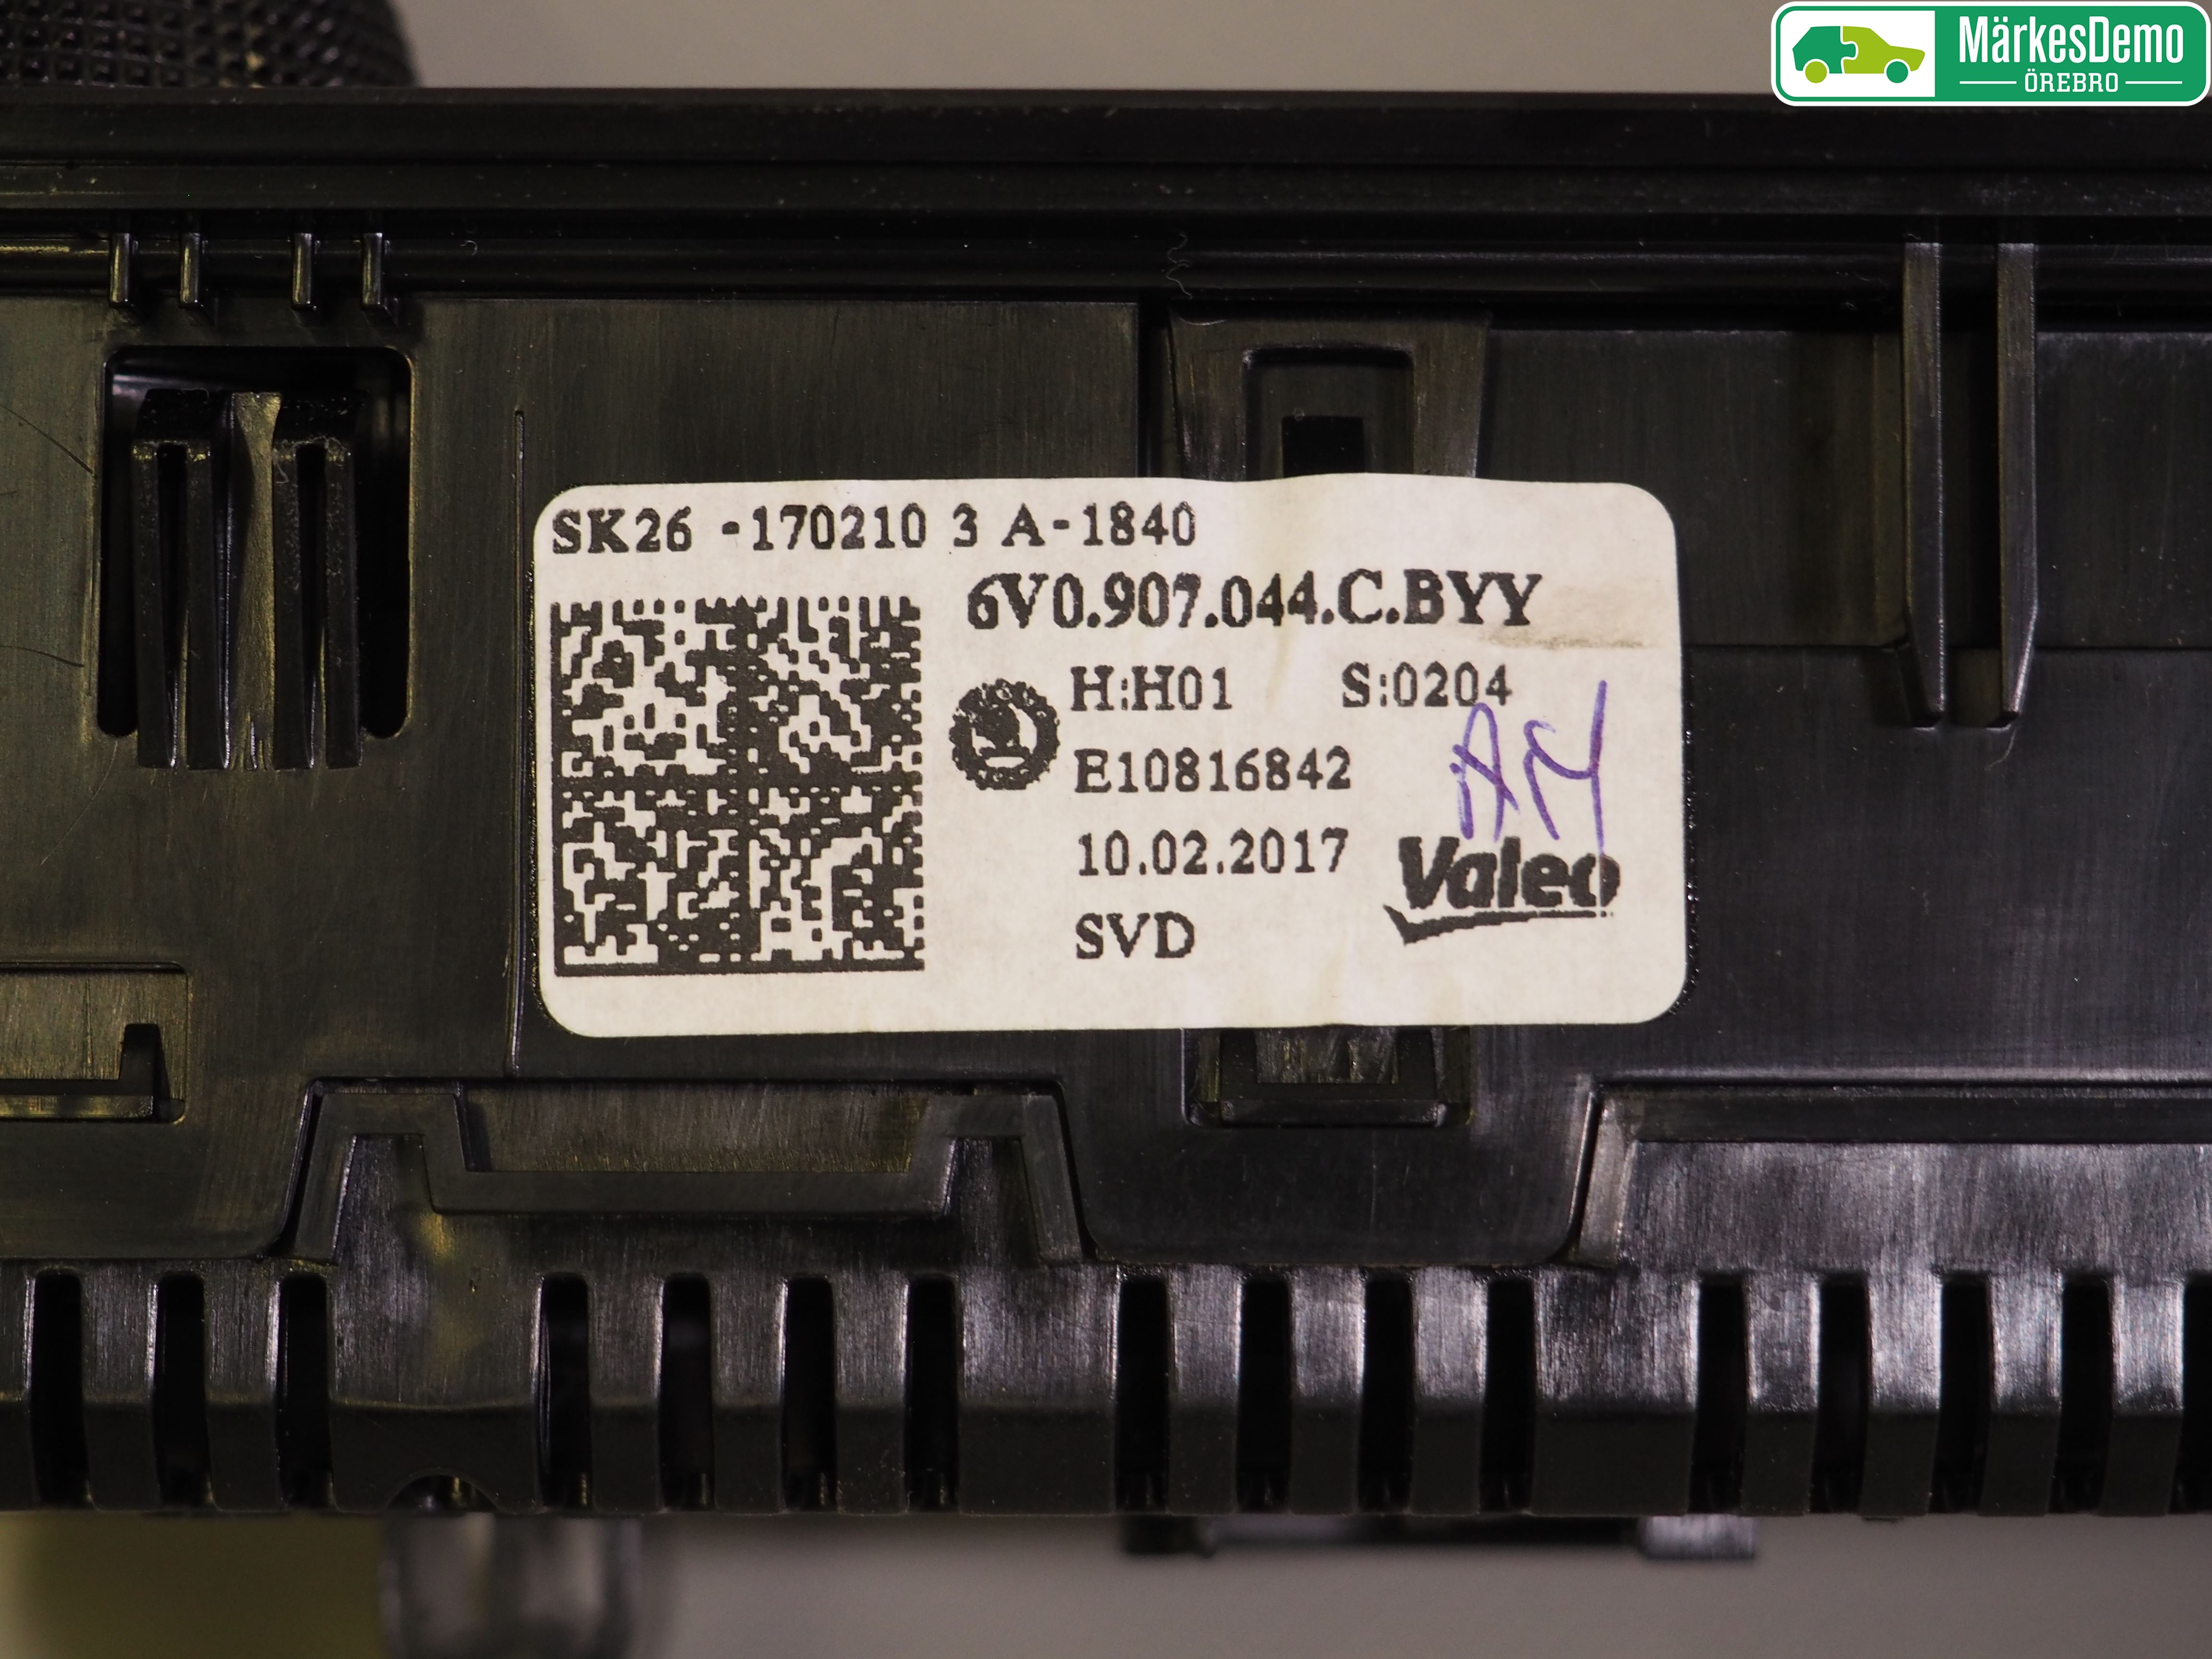 MärkesDemo
ÖREBRO
SK26 -170210 3 A-1840
6V0.907.044.C.BYY
H:H01 S:0204
E10816842
10.02.2017
Valeo
SVD